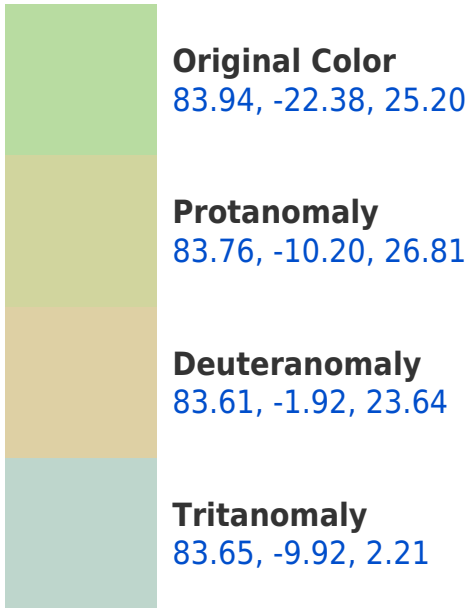 Original Color
83.94, -22.38, 25.20
Protanomaly
83.76, -10.20, 26.81
Deuteranomaly
83.61, -1.92, 23.64
Tritanomaly
83.65, -9.92, 2.21